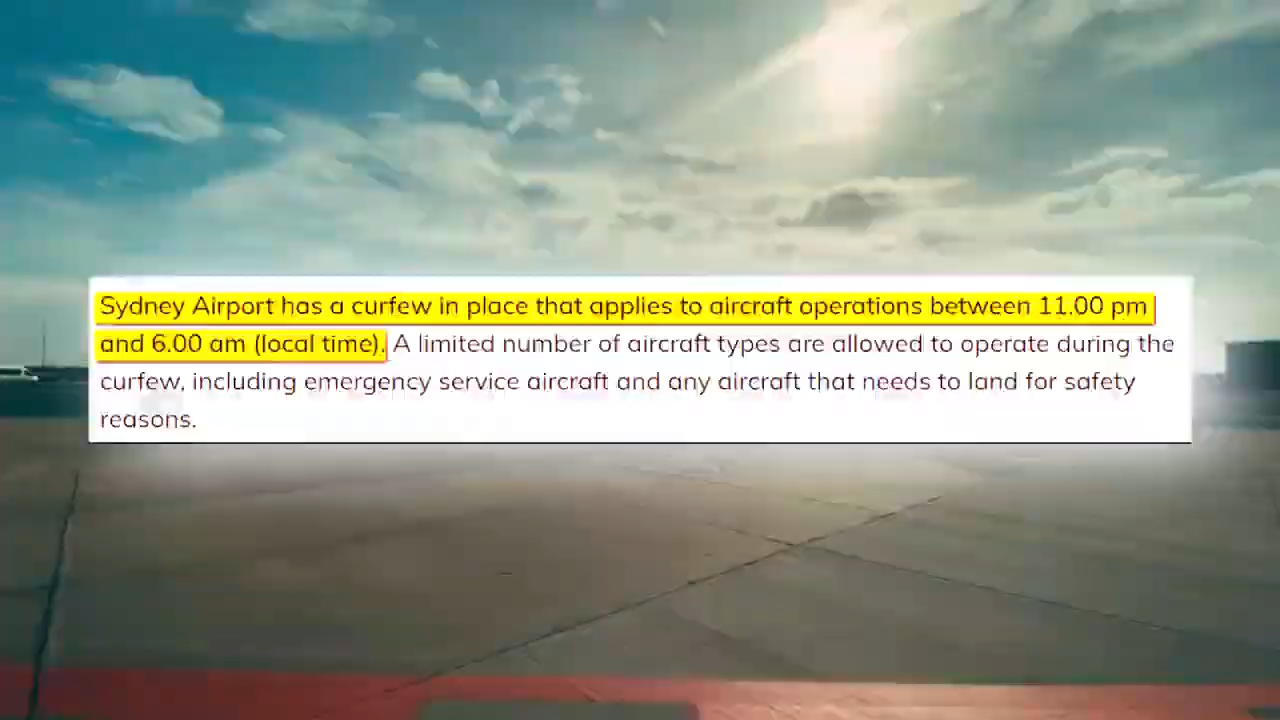 Sydney Airport has a curfew in place that applies to aircraft operations between 11.00 pm
and 6.00 am (local time). A limited number of aircraft types are allowed to operate during the
curfew, including emergency service aircraft and any aircraft that needs to land for safety
reasons.